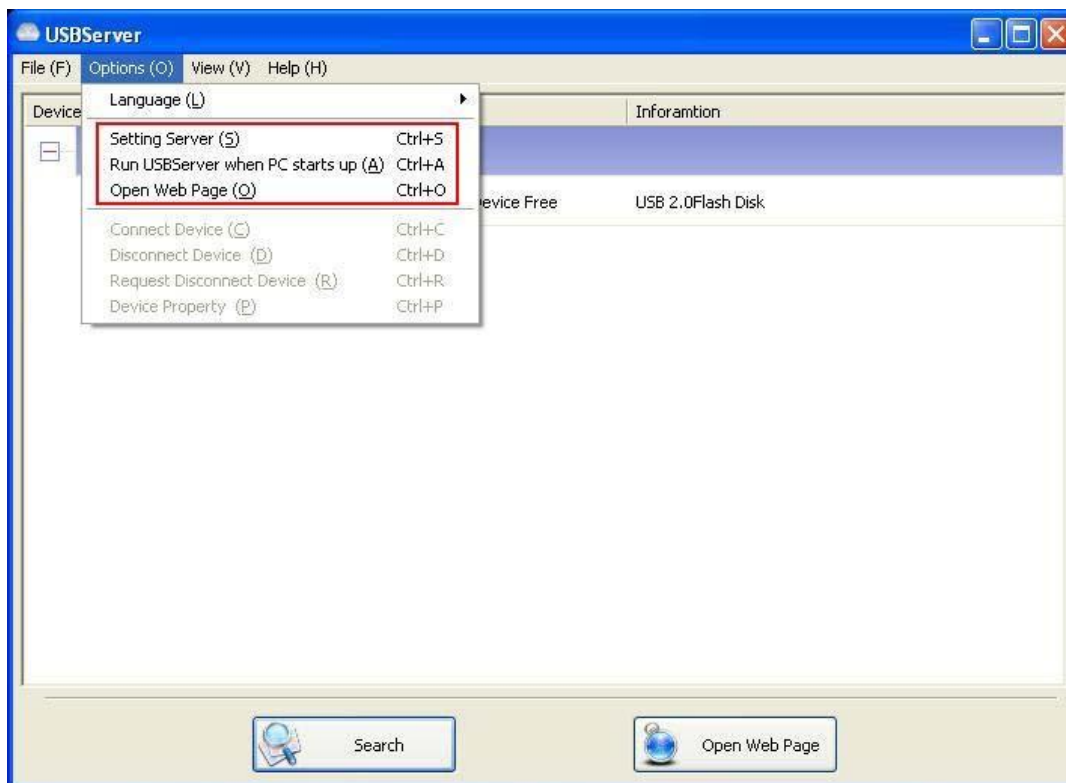 USBServer
File (F) Options (O) View (V) Help (H)
Device Inforamtion
Language (L)
Setting Server (S) Ctrl+S
Run USBServer when PC starts up (A) Ctrl+A
Open Web Page (O) Ctrl+O
evice Free USB 2.0Flash Disk
Connect Device (C) Ctrl+C
Disconnect Device (D) Ctrl+D
Request Disconnect Device (R) Ctrl+R
Device Property (P) Ctrl+P
Search Open Web Page